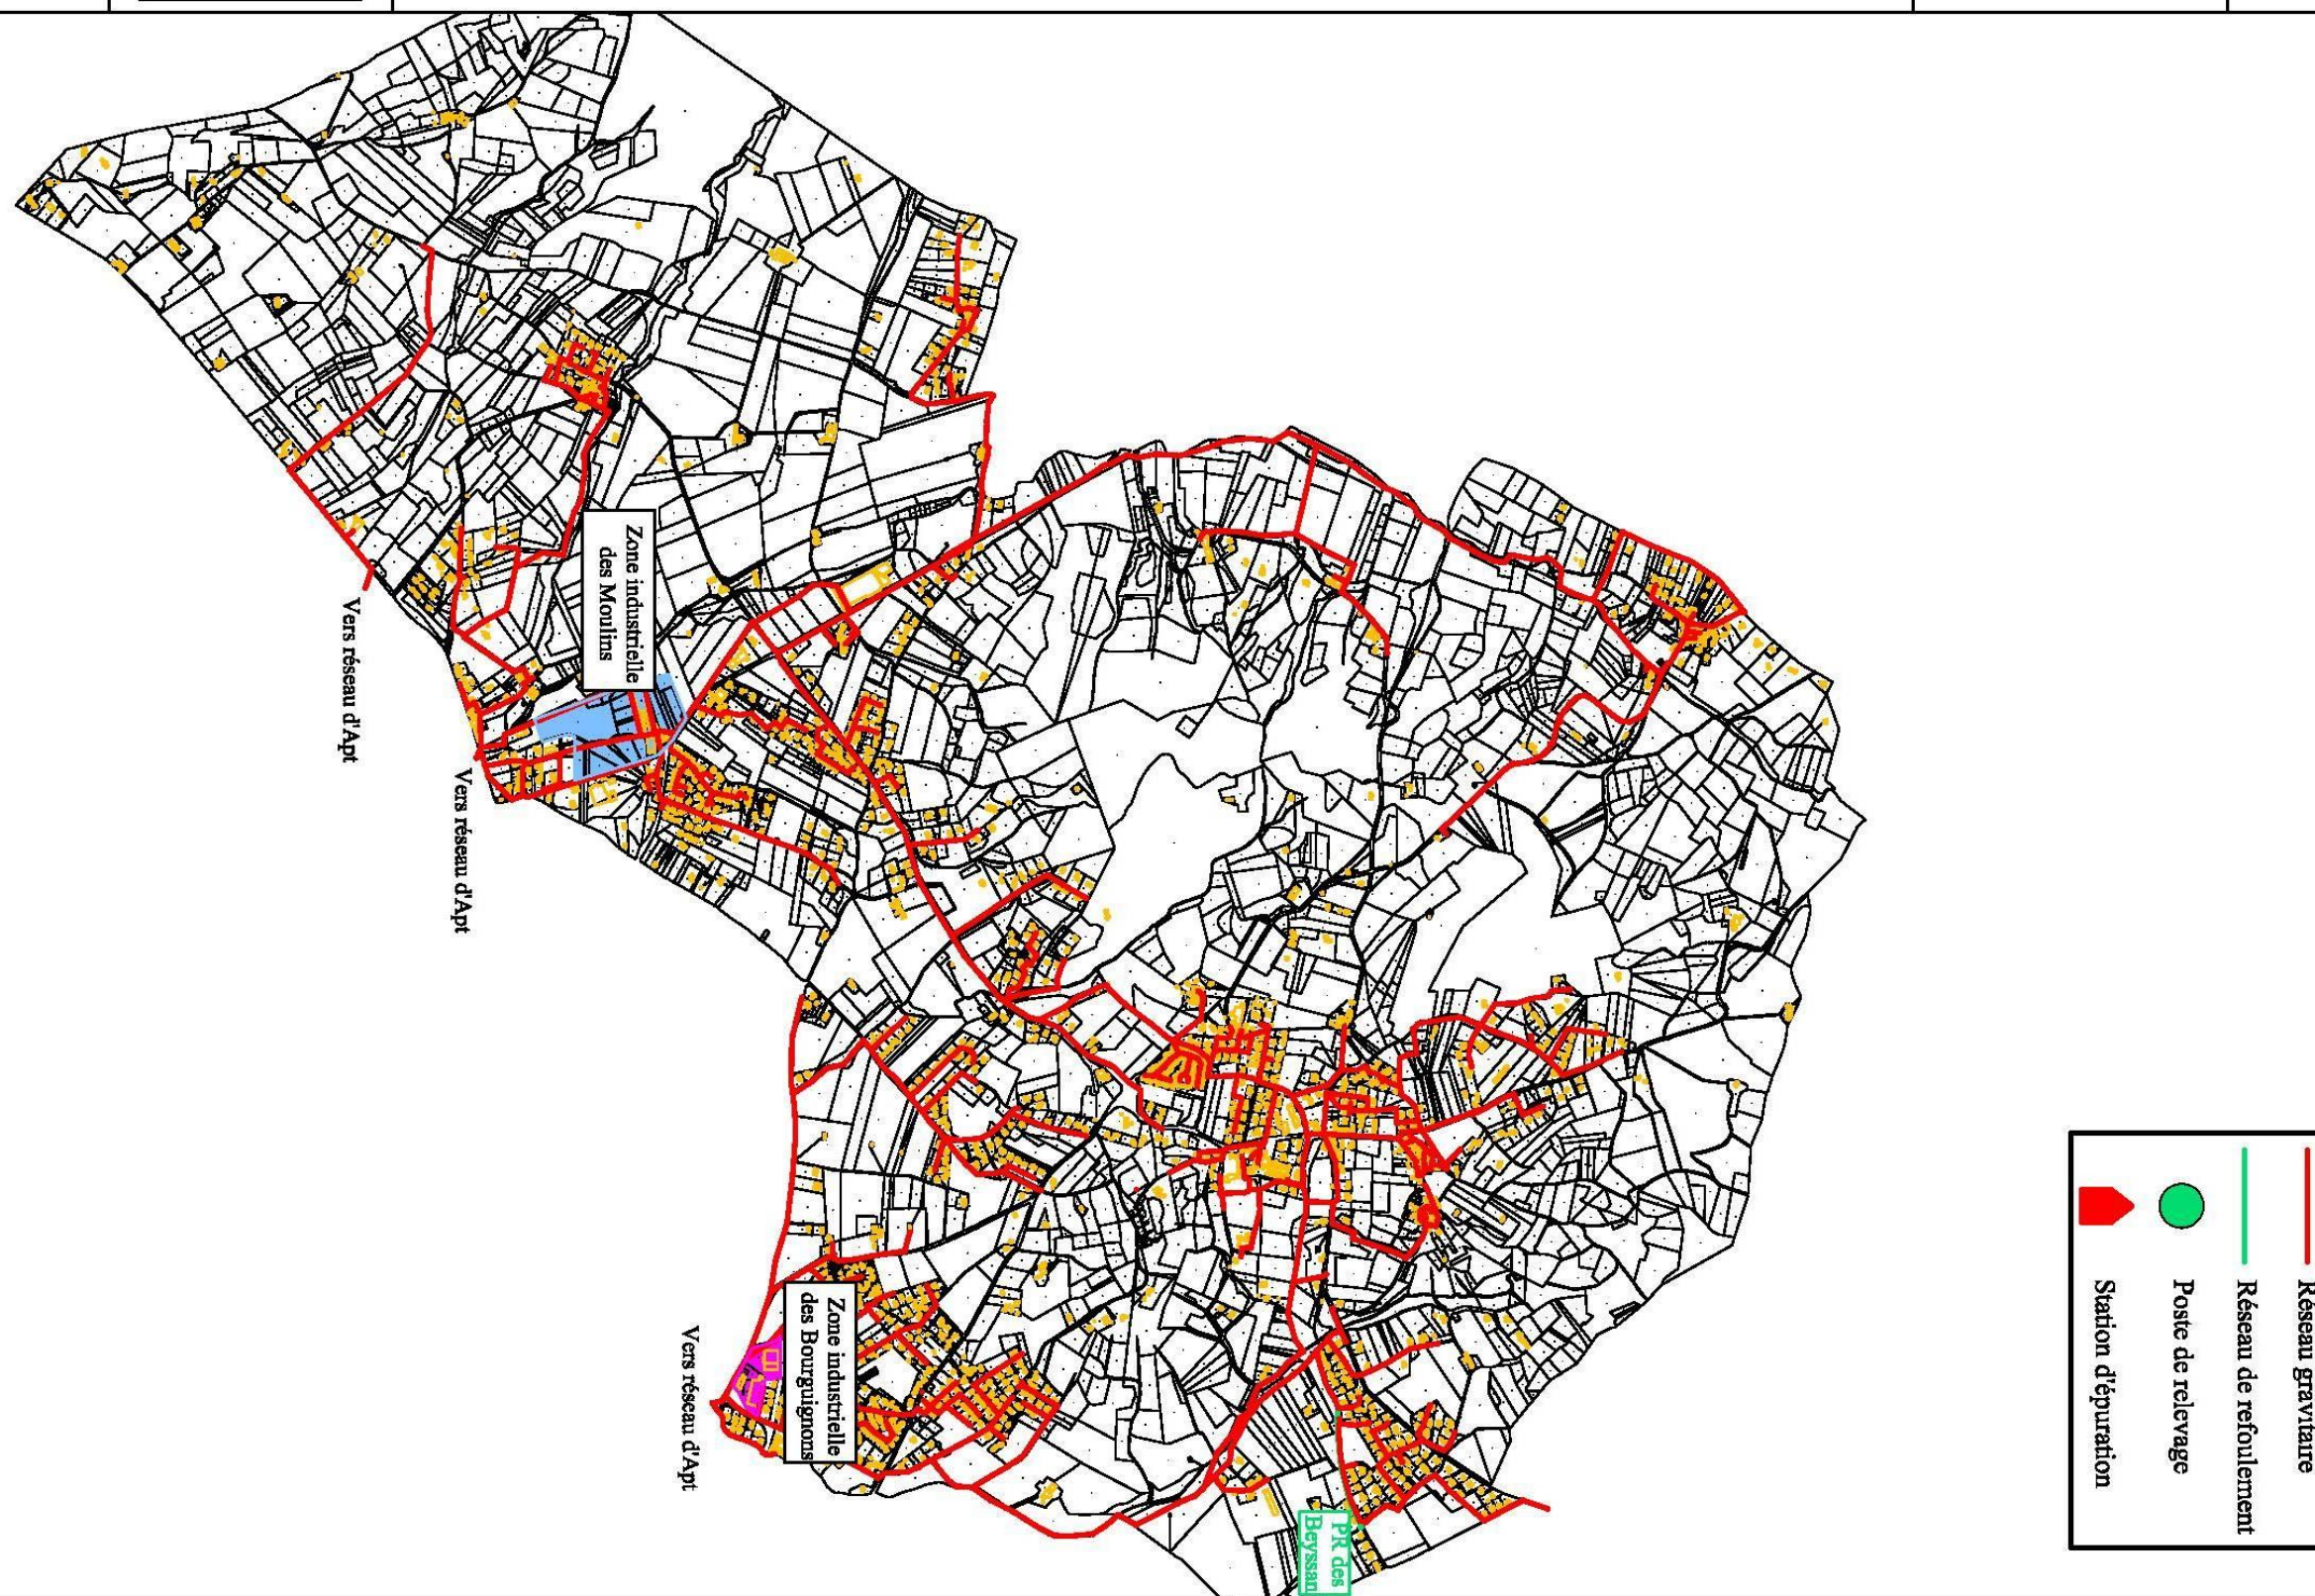 Réseau gravitaire
Réseau de refoulement
Poste de relevage
Station d'épuration
Zone industrielle
des Moulins
Vers réseau d'Apt
Vers réseau d'Apt
Zone industrielle
des Bourguignons
Vers réseau d'Apt
PR des
Beyssan